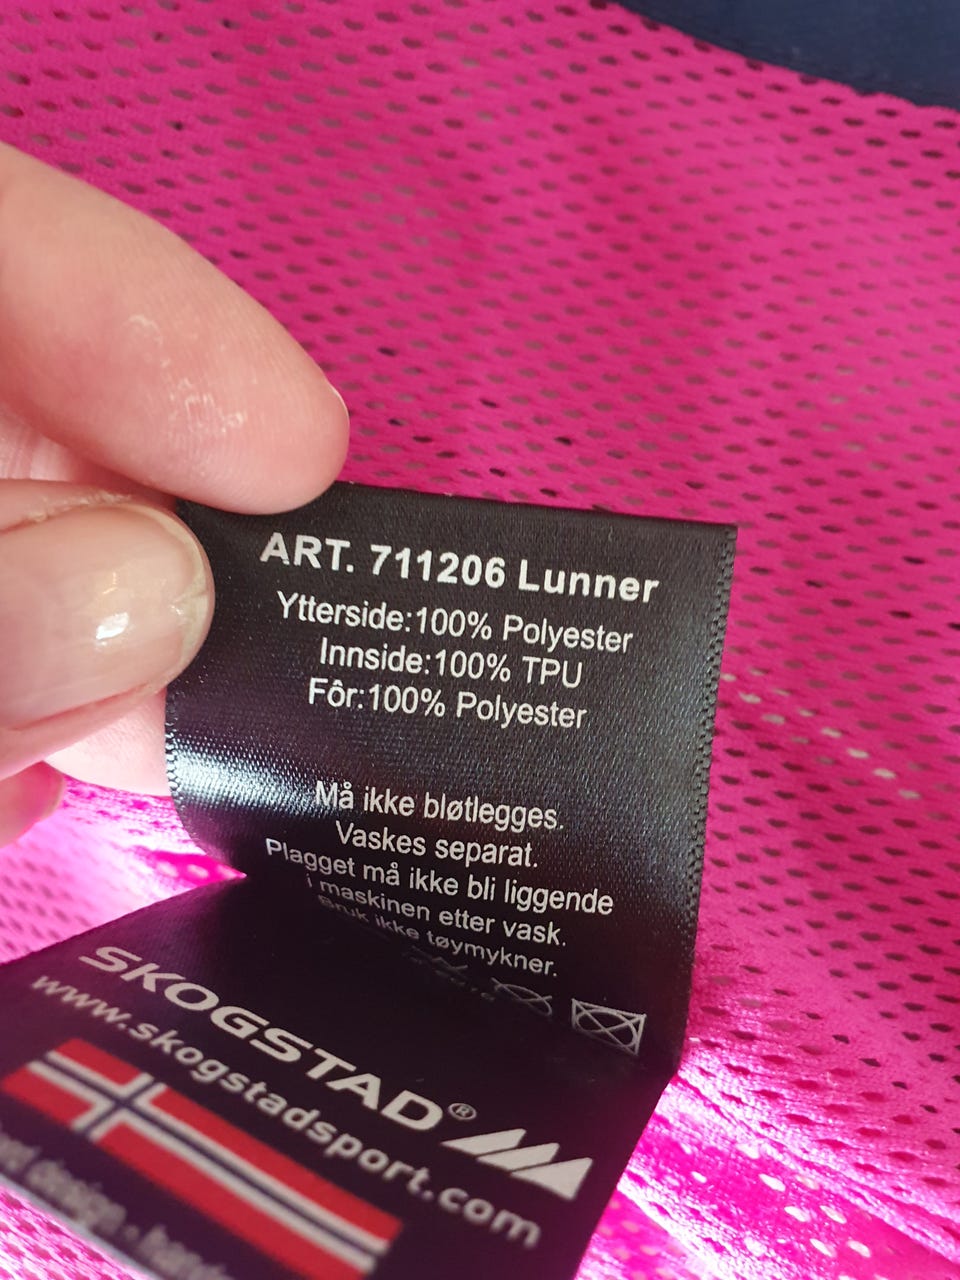 ART. 711206 Lunner
Ytterside:100% Polyester
Innside:100% TPU
Fôr:100% Polyester
Må ikke bløtlegges.
Vaskes separat.
Plagget må ikke bli liggende
i maskinen etter vask.
Bruk ikke tøymykner.
SKOGSTAD®
www.skogstadsport.com
design -